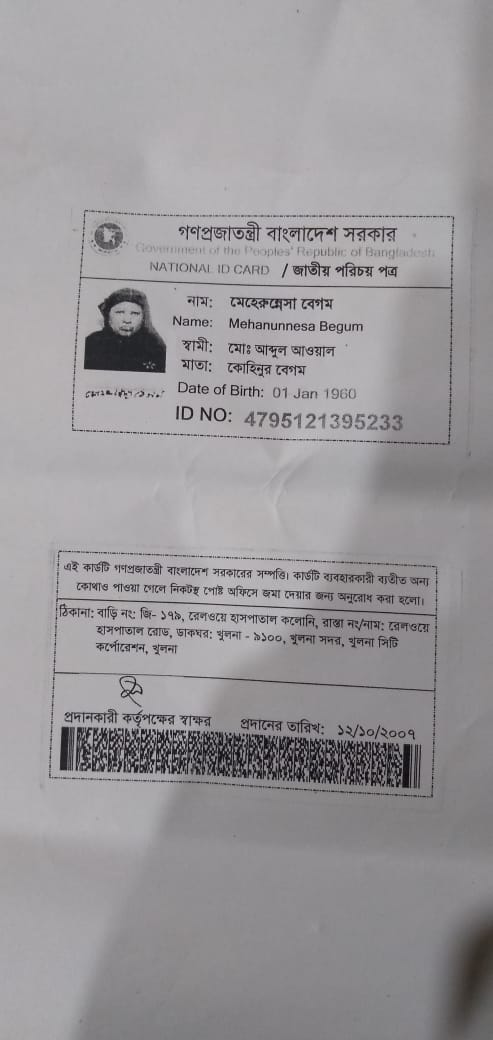 গণপ্রজাতন্ত্রী বাংলাদেশ সরকার
Government of the Peoples' Republic of Bangladesh
NATIONAL ID CARD / জাতীয় পরিচয় পত্র
নাম: মেহেরুন্নেসা বেগম
Name: Mehanunnesa Begum
স্বামী: মোঃ আব্দুল আওয়াল
মাতা: কোহিনুর বেগম
Date of Birth: 01 Jan 1960
ID NO: 4795121395233
এই কার্ডটি গণপ্রজাতন্ত্রী বাংলাদেশ সরকারের সম্পত্তি। কার্ডটি ব্যবহারকারী ব্যতীত অন্য
কোথাও পাওয়া গেলে নিকটস্থ পোষ্ট অফিসে জমা দেয়ার জন্য অনুরোধ করা হলো।
ঠিকানা: বাড়ি নং: জি- ১৭৯, রেলওয়ে হাসপাতাল কলোনি, রাস্তা নং/নাম: রেলওয়ে
হাসপাতাল রোড, ডাকঘর: খুলনা - ৯১০০, খুলনা সদর, খুলনা সিটি
কর্পোরেশন, খুলনা
প্রদানকারী কর্তৃপক্ষের স্বাক্ষর প্রদানের তারিখ: ১২/১০/২০০৭